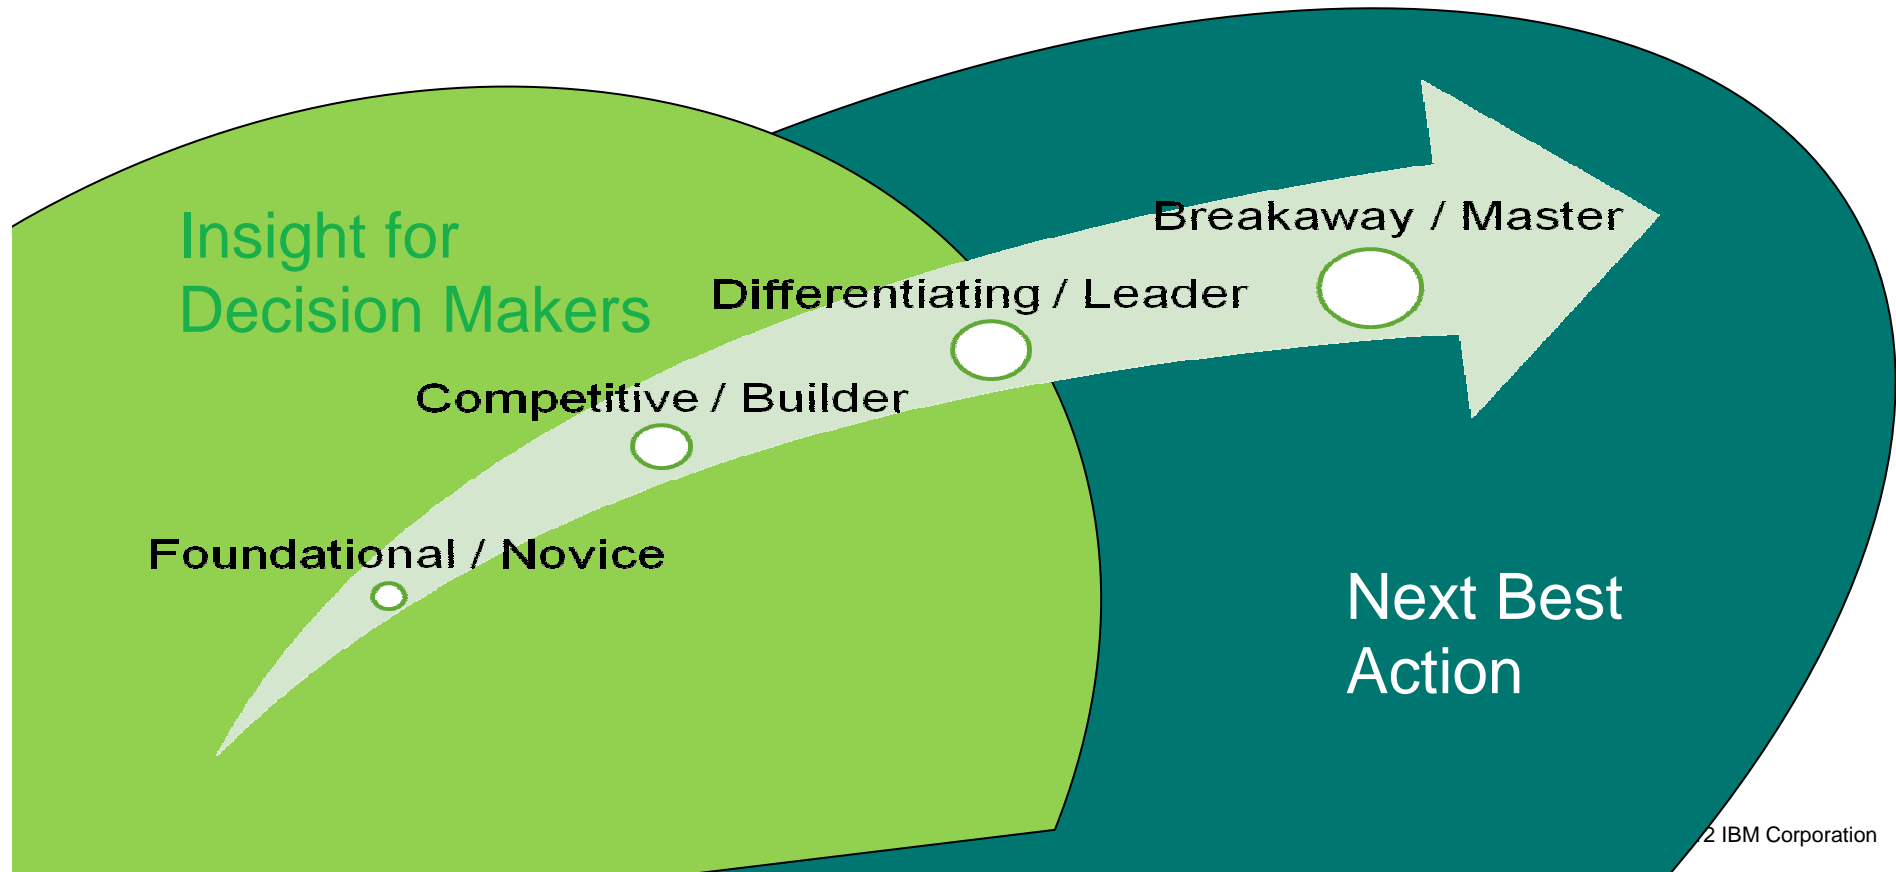 Insight for
Decision Makers
Breakaway / Master
Differentiating / Leader
Competitive / Builder
Foundational / Novice
Next Best
Action
2 IBM Corporation